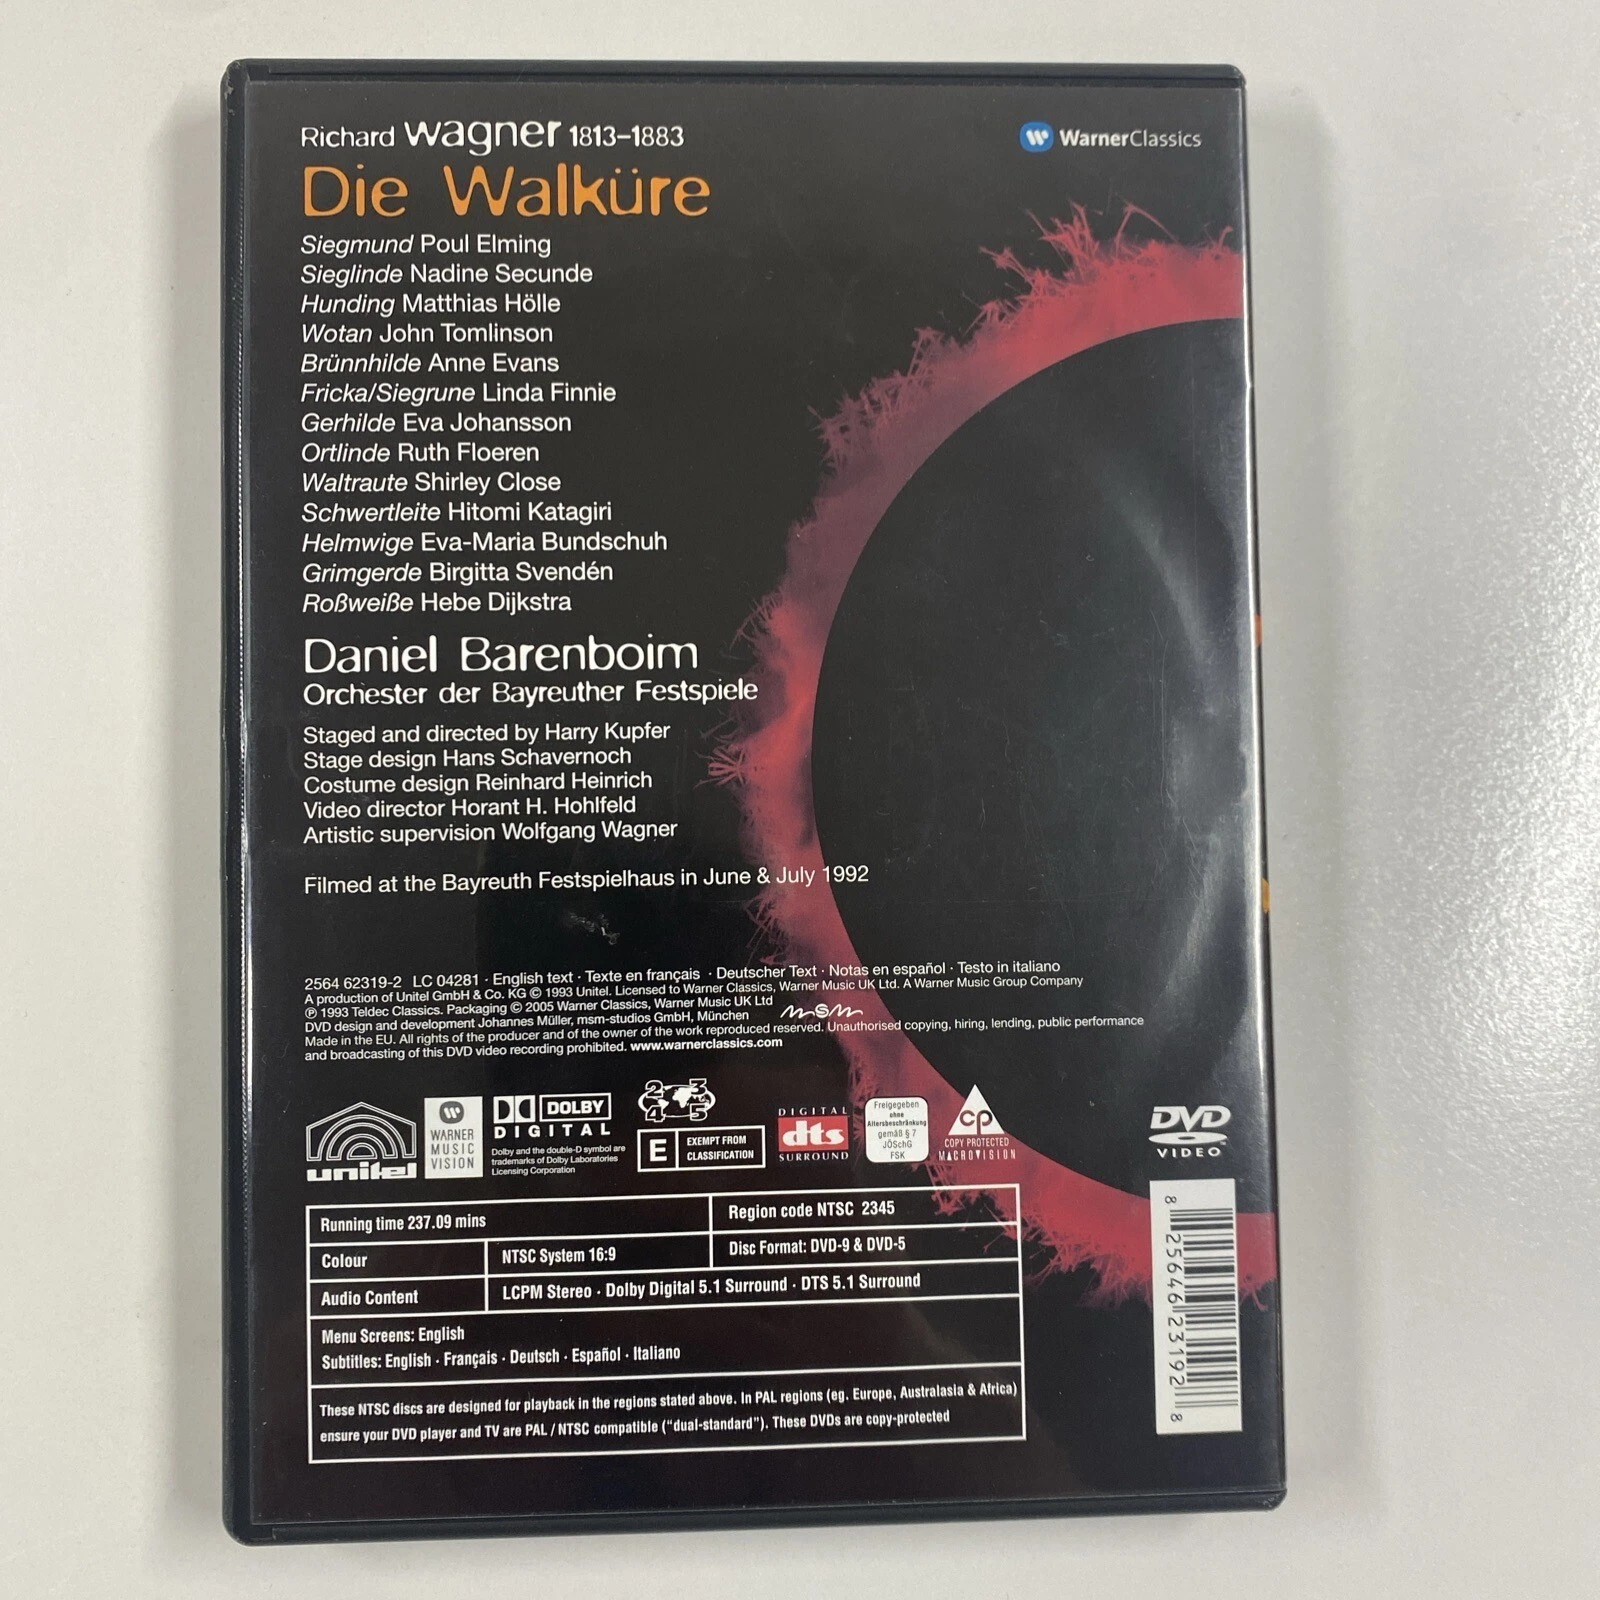 Richard Wagner 1813–1883
WarnerClassics
Die Walküre
Siegmund Poul Elming
Sieglinde Nadine Secunde
Hunding Matthias Hölle
Wotan John Tomlinson
Brünnhilde Anne Evans
Fricka/Siegrune Linda Finnie
Gerhilde Eva Johansson
Ortlinde Ruth Floeren
Waltraute Shirley Close
Schwertleite Hitomi Katagiri
Helmwige Eva-Maria Bundschuh
Grimgerde Birgitta Svendén
Roßweiße Hebe Dijkstra
Daniel Barenboim
Orchester der Bayreuther Festspiele
Staged and directed by Harry Kupfer
Stage design Hans Schavernoch
Costume design Reinhard Heinrich
Video director Horant H. Hohlfeld
Artistic supervision Wolfgang Wagner
Filmed at the Bayreuth Festspielhaus in June & July 1992
2564 62319-2 LC 04281 · English text · Texte en français · Deutscher Text · Notas en español · Testo in italiano
A production of Unitel GmbH & Co. KG © 1993 Unitel. Licensed to Warner Classics, Warner Music UK Ltd. A Warner Music Group Company
℗ 1993 Teldec Classics. Packaging © 2005 Warner Classics, Warner Music UK Ltd
DVD design and development Johannes Müller, msm-studios GmbH, München msm
Made in the EU. All rights of the producer and of the owner of the work reproduced reserved. Unauthorised copying, hiring, lending, public performance
and broadcasting of this DVD video recording prohibited. www.warnerclassics.com
unitel
WARNER
MUSIC
VISION
DOLBY
DIGITAL
Dolby and the double-D symbol are
trademarks of Dolby Laboratories
Licensing Corporation
2 3
4 5
E EXEMPT FROM
CLASSIFICATION
DIGITAL
dts
SURROUND
Freigegeben
ohne
Altersbeschränkung
gemäß § 7
JÖSchG
FSK
cp
COPY PROTECTED
MACROVISION
DVD
VIDEO
Running time 237.09 mins
Region code NTSC 2345
Colour
NTSC System 16:9
Disc Format: DVD-9 & DVD-5
Audio Content
LCPM Stereo · Dolby Digital 5.1 Surround · DTS 5.1 Surround
Menu Screens: English
Subtitles: English · Français · Deutsch · Español · Italiano
These NTSC discs are designed for playback in the regions stated above. In PAL regions (eg. Europe, Australasia & Africa)
ensure your DVD player and TV are PAL / NTSC compatible ("dual-standard"). These DVDs are copy-protected
8 25646 23192 8